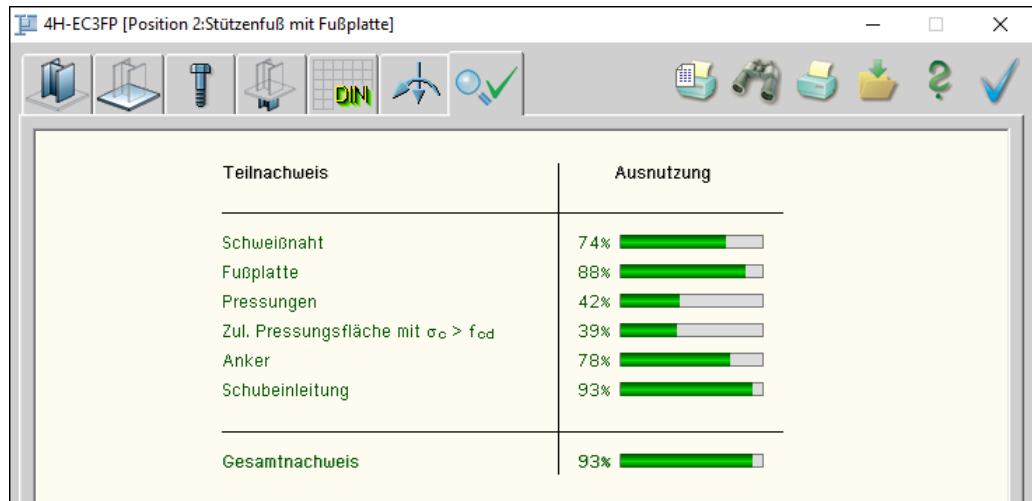 4H-EC3FP [Position 2:Stützenfuß mit Fußplatte]
DIN
Teilnachweis Ausnutzung
Schweißnaht 74%
Fußplatte 88%
Pressungen 42%
Zul. Pressungsfläche mit σc > fcd 39%
Anker 78%
Schubeinleitung 93%
Gesamtnachweis 93%